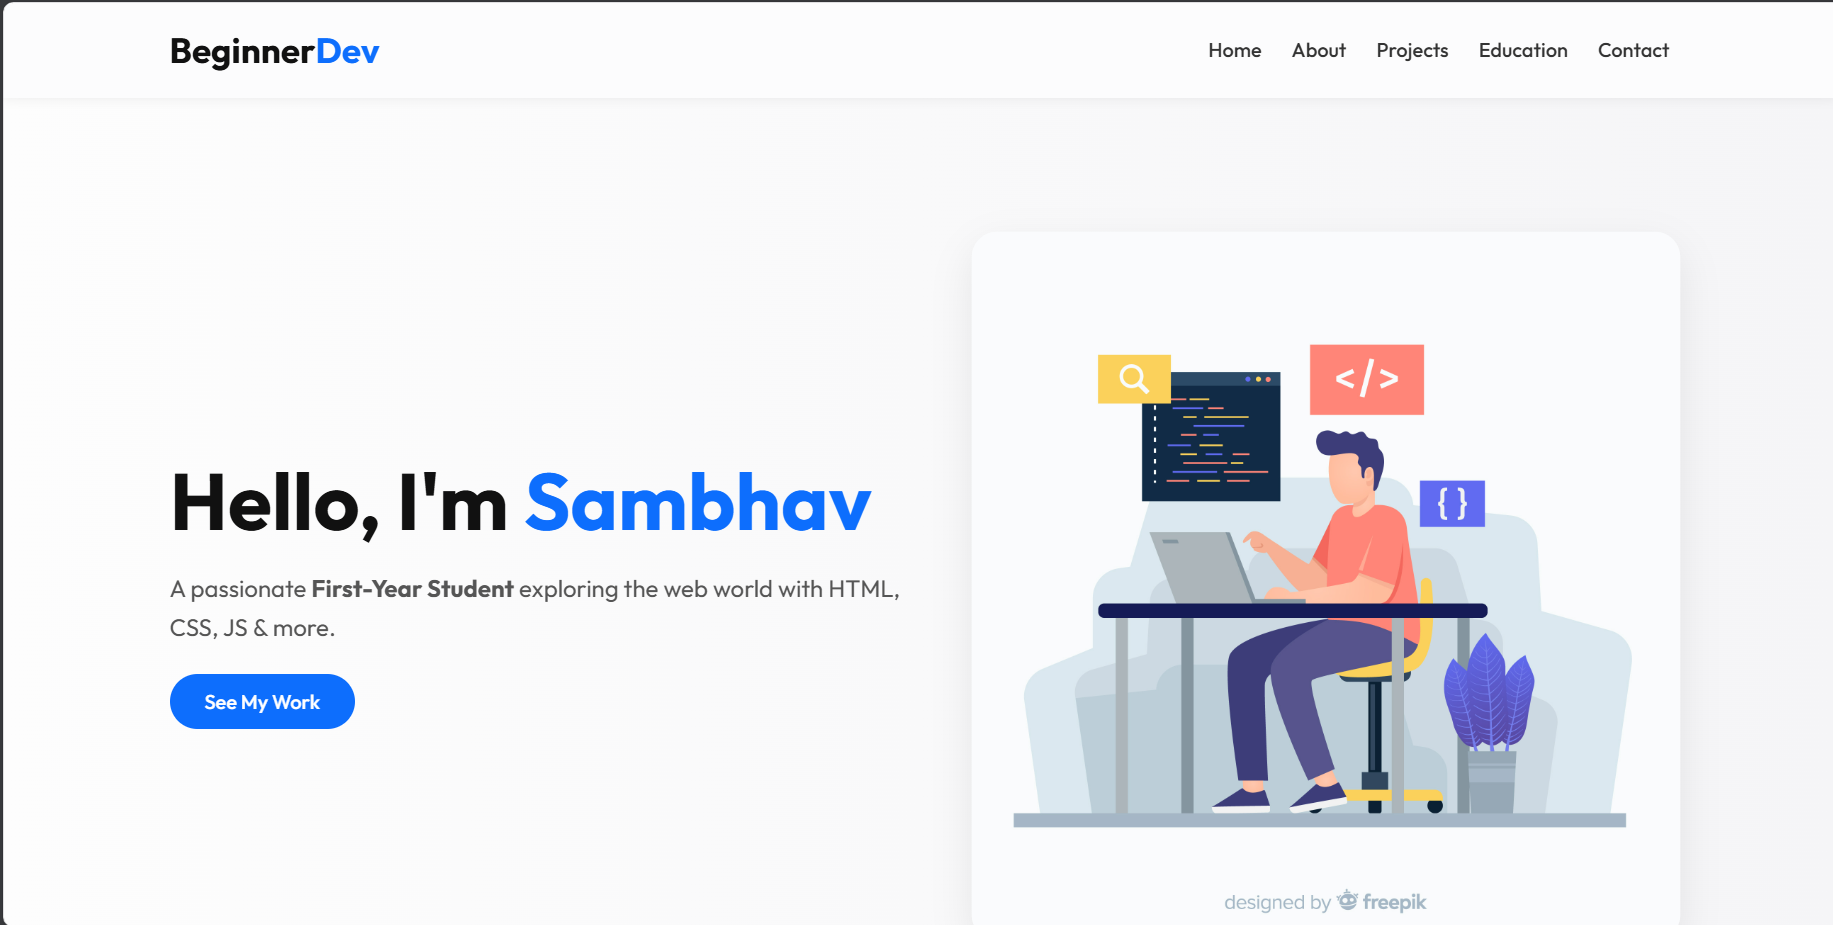 BeginnerDev
Home About Projects Education Contact
Hello, I'm Sambhav
A passionate First-Year Student exploring the web world with HTML,
CSS, JS & more.
See My Work
</>
{ }
designed by freepik